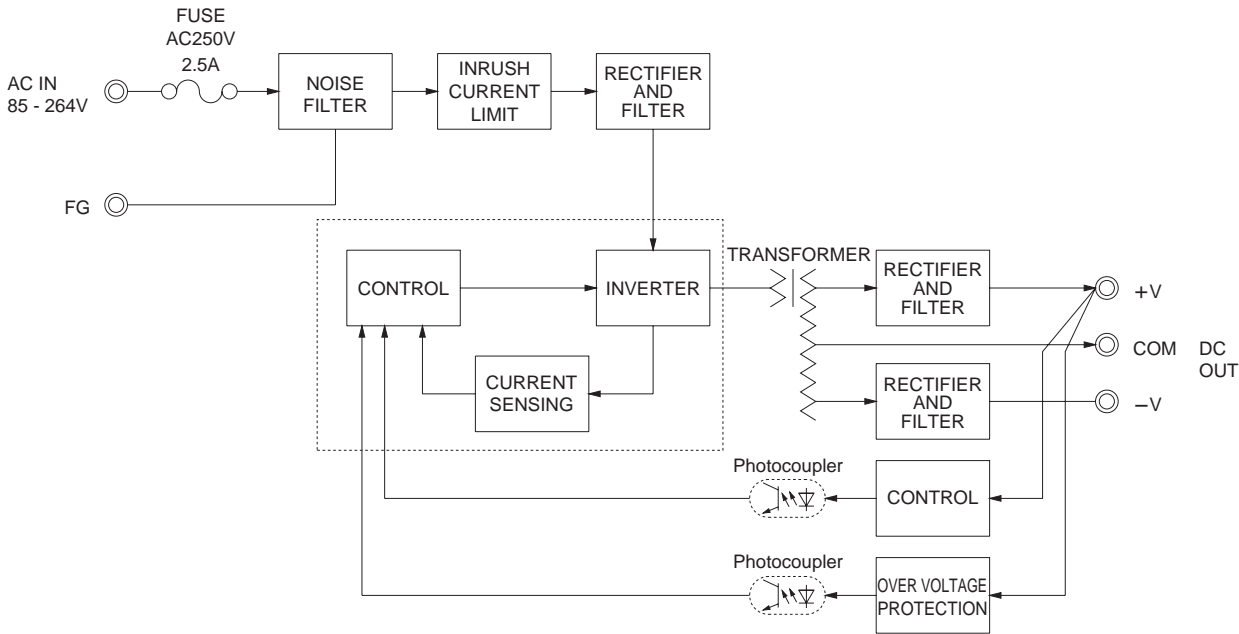 FUSE
AC250V
2.5A
AC IN
85 - 264V
NOISE
FILTER
INRUSH
CURRENT
LIMIT
RECTIFIER
AND
FILTER
FG
TRANSFORMER
CONTROL
INVERTER
RECTIFIER
AND
FILTER
+V
COM
DC
OUT
CURRENT
SENSING
RECTIFIER
AND
FILTER
−V
Photocoupler
CONTROL
Photocoupler
OVER VOLTAGE
PROTECTION